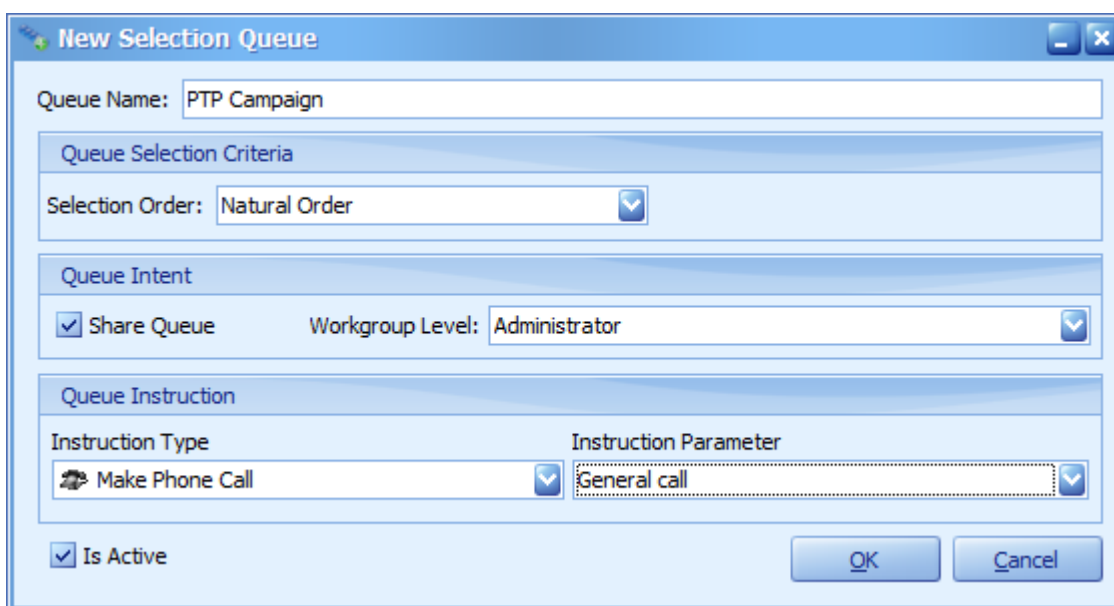 New Selection Queue
Queue Name: PTP Campaign
Queue Selection Criteria
Selection Order: Natural Order
Queue Intent
Share Queue Workgroup Level: Administrator
Queue Instruction
Instruction Type Instruction Parameter
Make Phone Call General call
Is Active OK Cancel